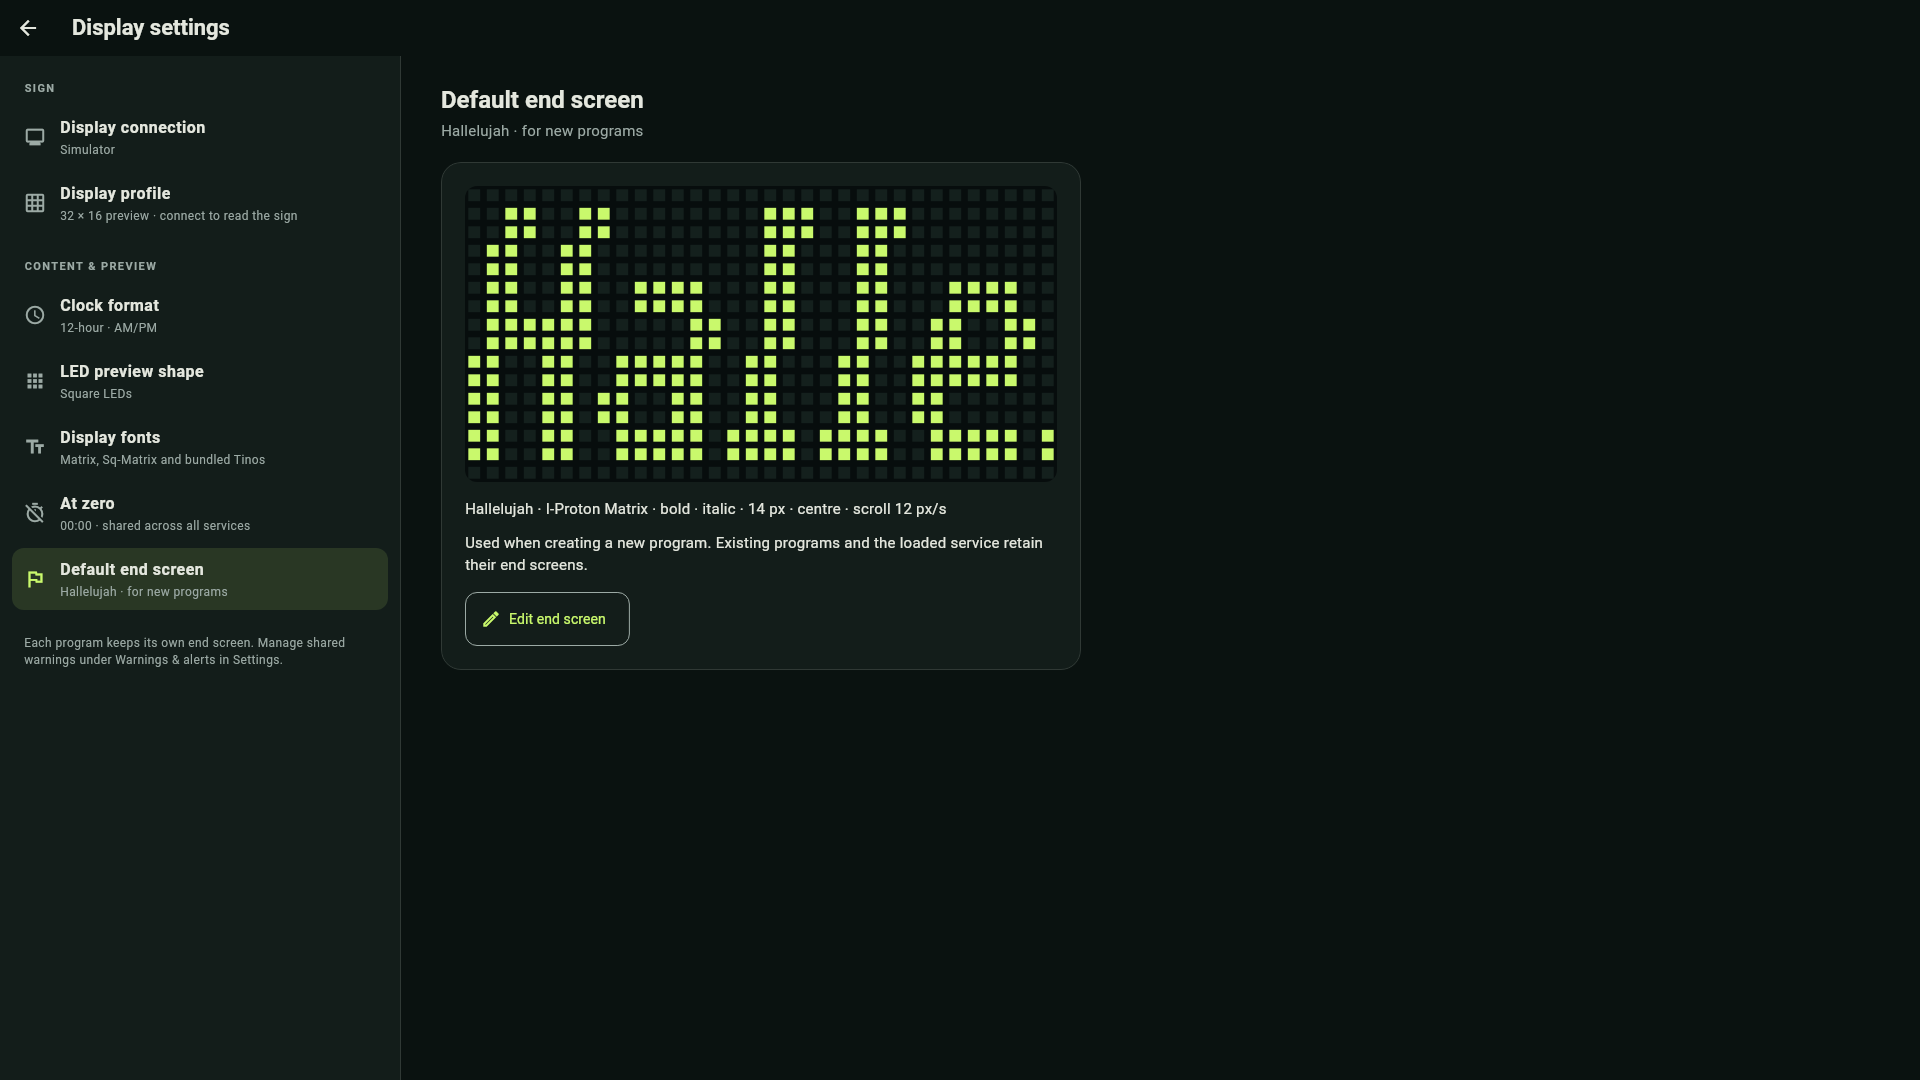 Display settings
SIGN
Display connection
Simulator
Display profile
32 × 16 preview · connect to read the sign
CONTENT & PREVIEW
Clock format
12-hour · AM/PM
LED preview shape
Square LEDs
Display fonts
Matrix, Sq-Matrix and bundled Tinos
At zero
00:00 · shared across all services
Default end screen
Hallelujah · for new programs
Each program keeps its own end screen. Manage shared
warnings under Warnings & alerts in Settings.
Default end screen
Hallelujah · for new programs
Halle
Hallelujah · I-Proton Matrix · bold · italic · 14 px · centre · scroll 12 px/s
Used when creating a new program. Existing programs and the loaded service retain
their end screens.
Edit end screen